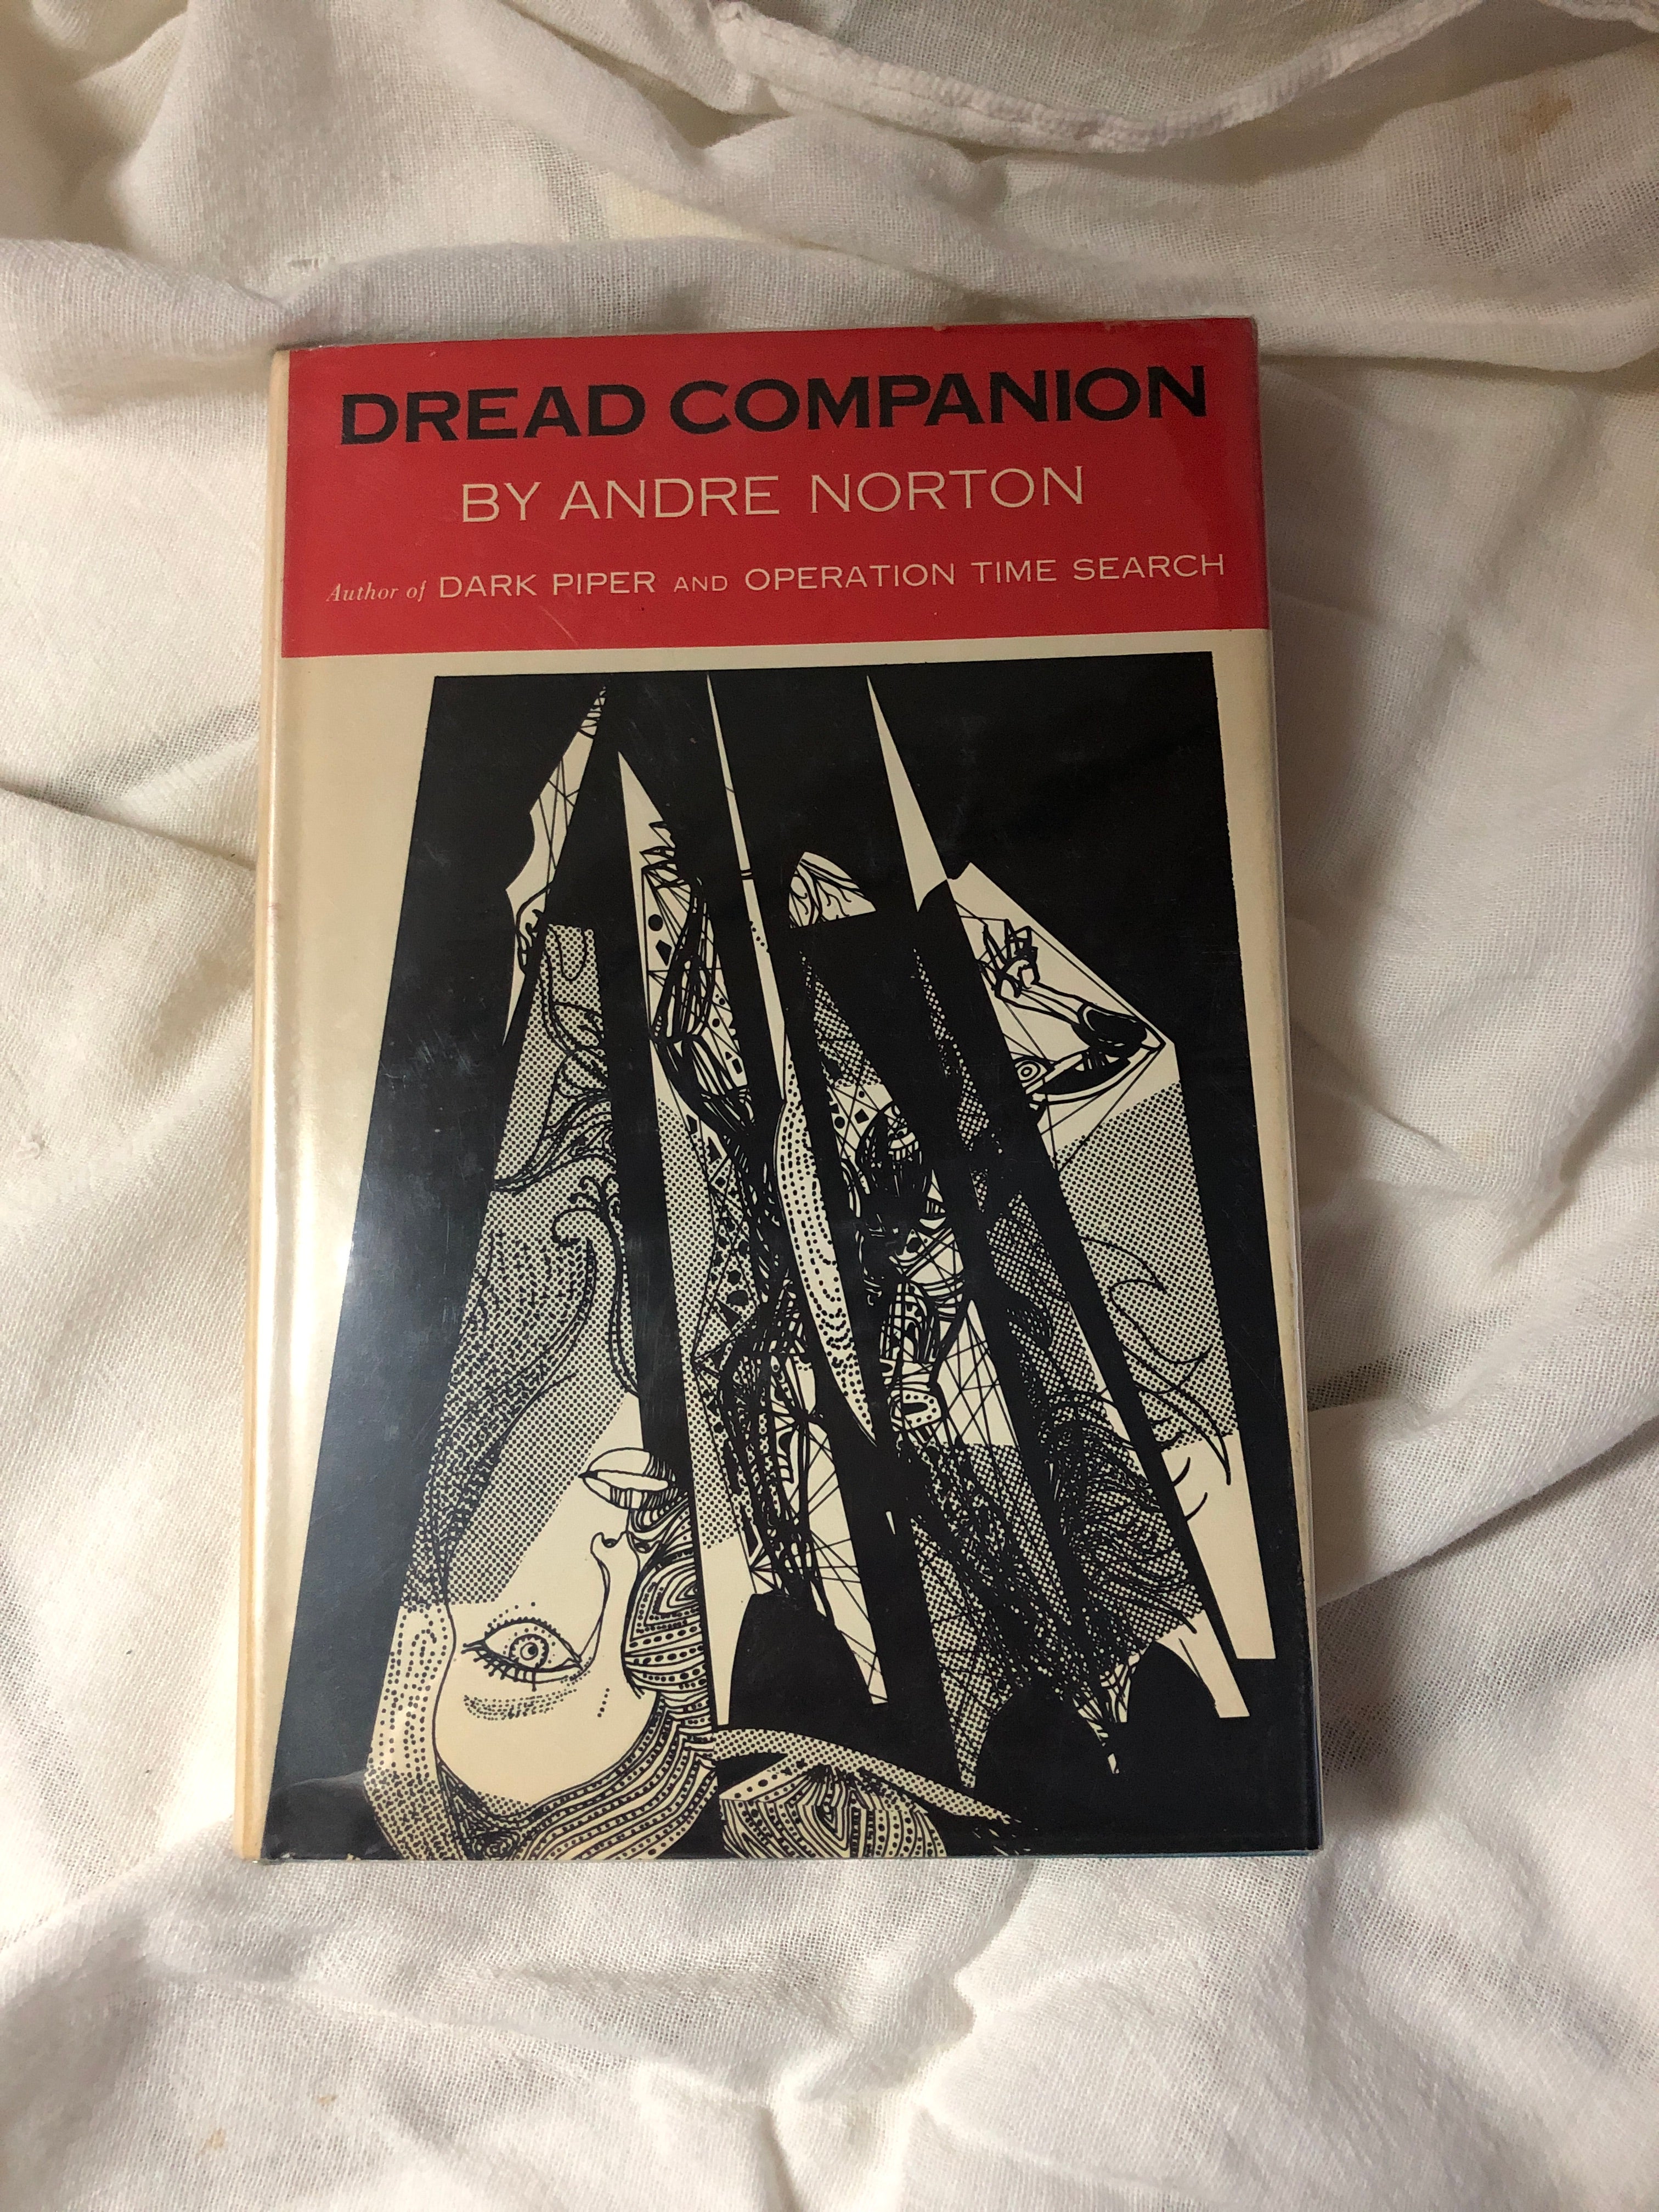 DREAD COMPANION
BY ANDRE NORTON
Author of DARK PIPER AND OPERATION TIME SEARCH